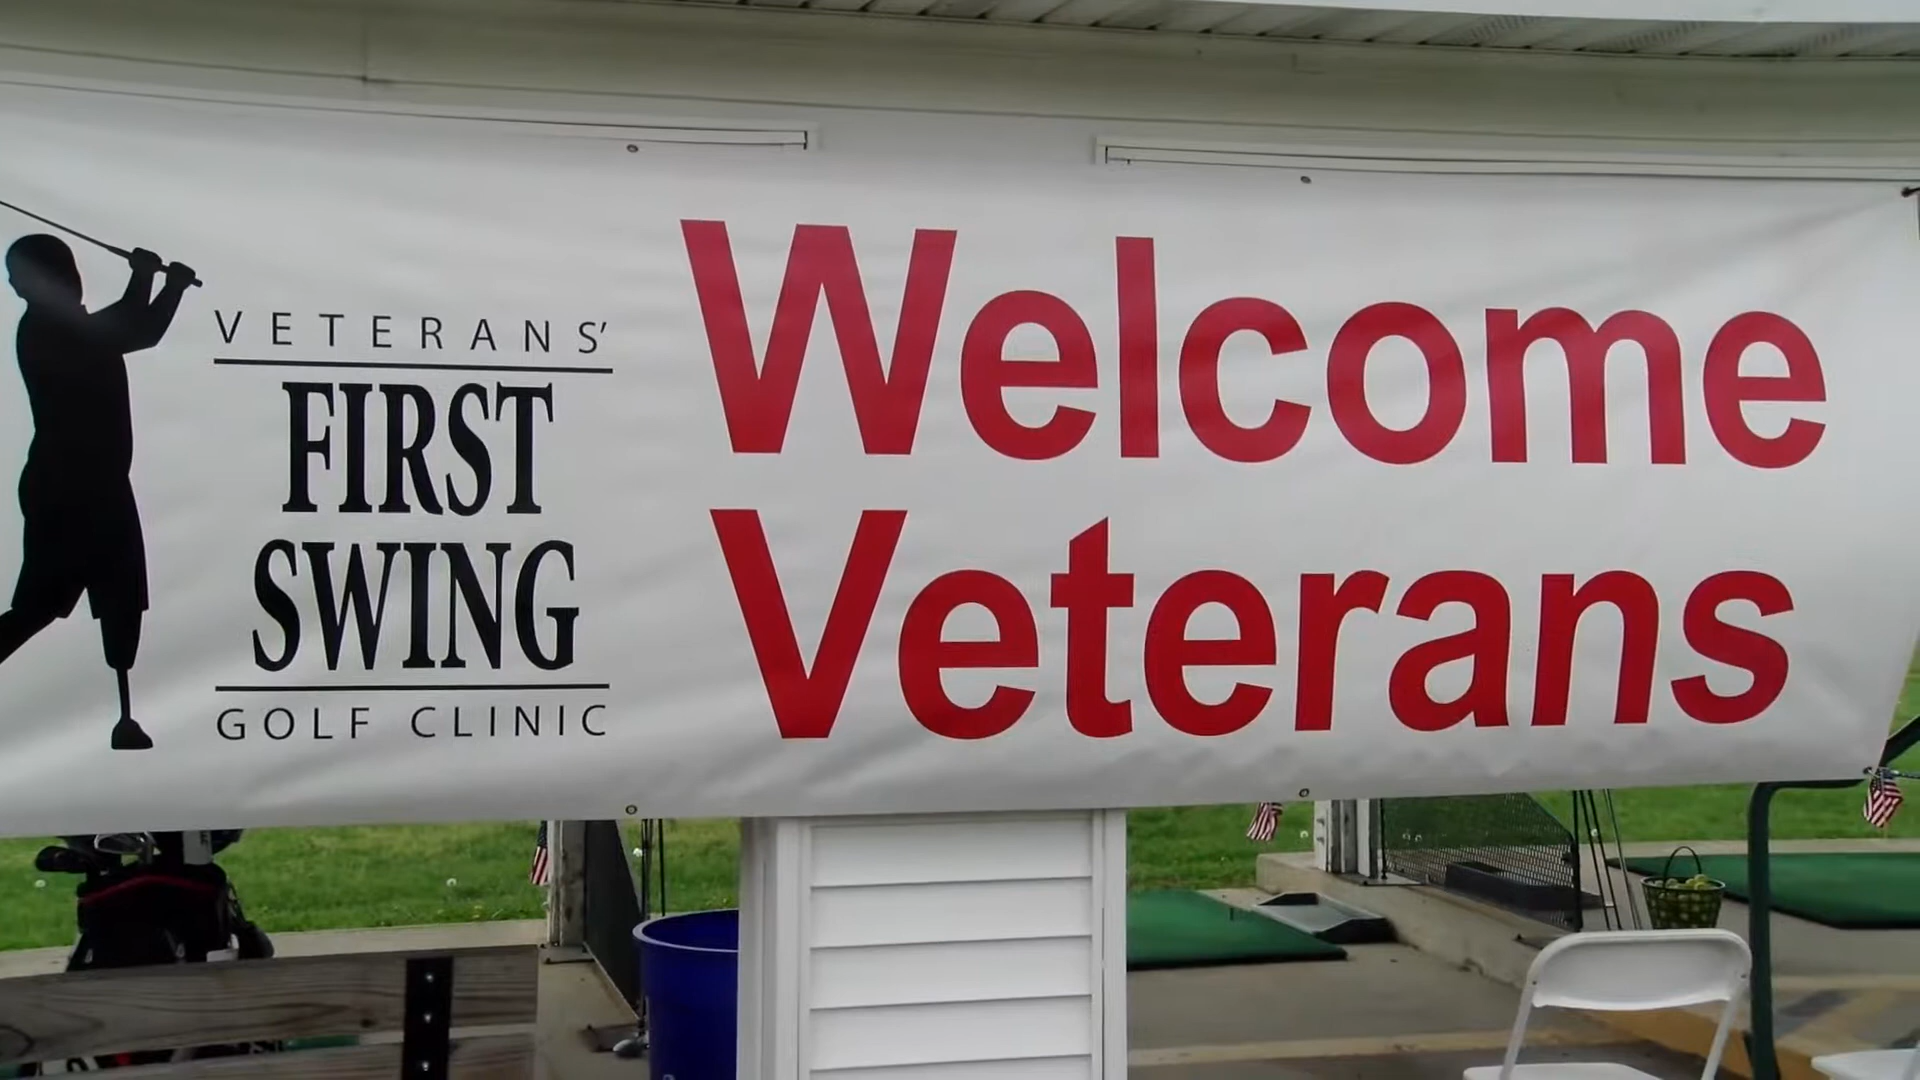 VETERANS'
FIRST
SWING
GOLF CLINIC
Welcome
Veterans